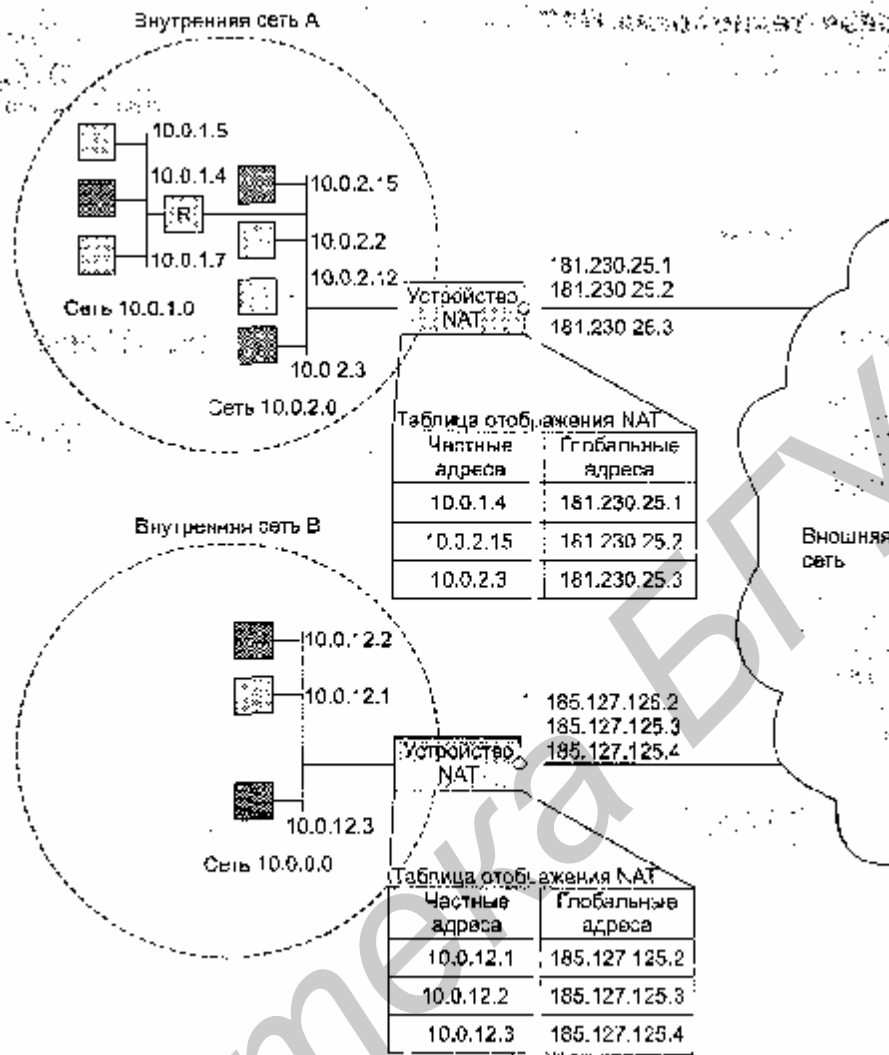 Внутренняя сеть A
10.0.1.5
10.0.1.4
10.0.2.15
R
10.0.2.2
10.0.1.7
10.0.2.12
Сеть 10.0.1.0
10.0.2.3
Сеть 10.0.2.0
Устройство
NAT
181.230.25.1
181.230.25.2
181.230.25.3
Таблица отображения NAT
Частные адреса
Глобальные адреса
10.0.1.4 181.230.25.1
10.0.2.15 181.230.25.2
10.0.2.3 181.230.25.3
Внешняя
сеть
Внутренняя сеть B
10.0.12.2
10.0.12.1
10.0.12.3
Сеть 10.0.0.0
Устройство
NAT
185.127.125.2
185.127.125.3
185.127.125.4
Таблица отображения NAT
Частные адреса
Глобальные адреса
10.0.12.1 185.127.125.2
10.0.12.2 185.127.125.3
10.0.12.3 185.127.125.4
тека БГУ